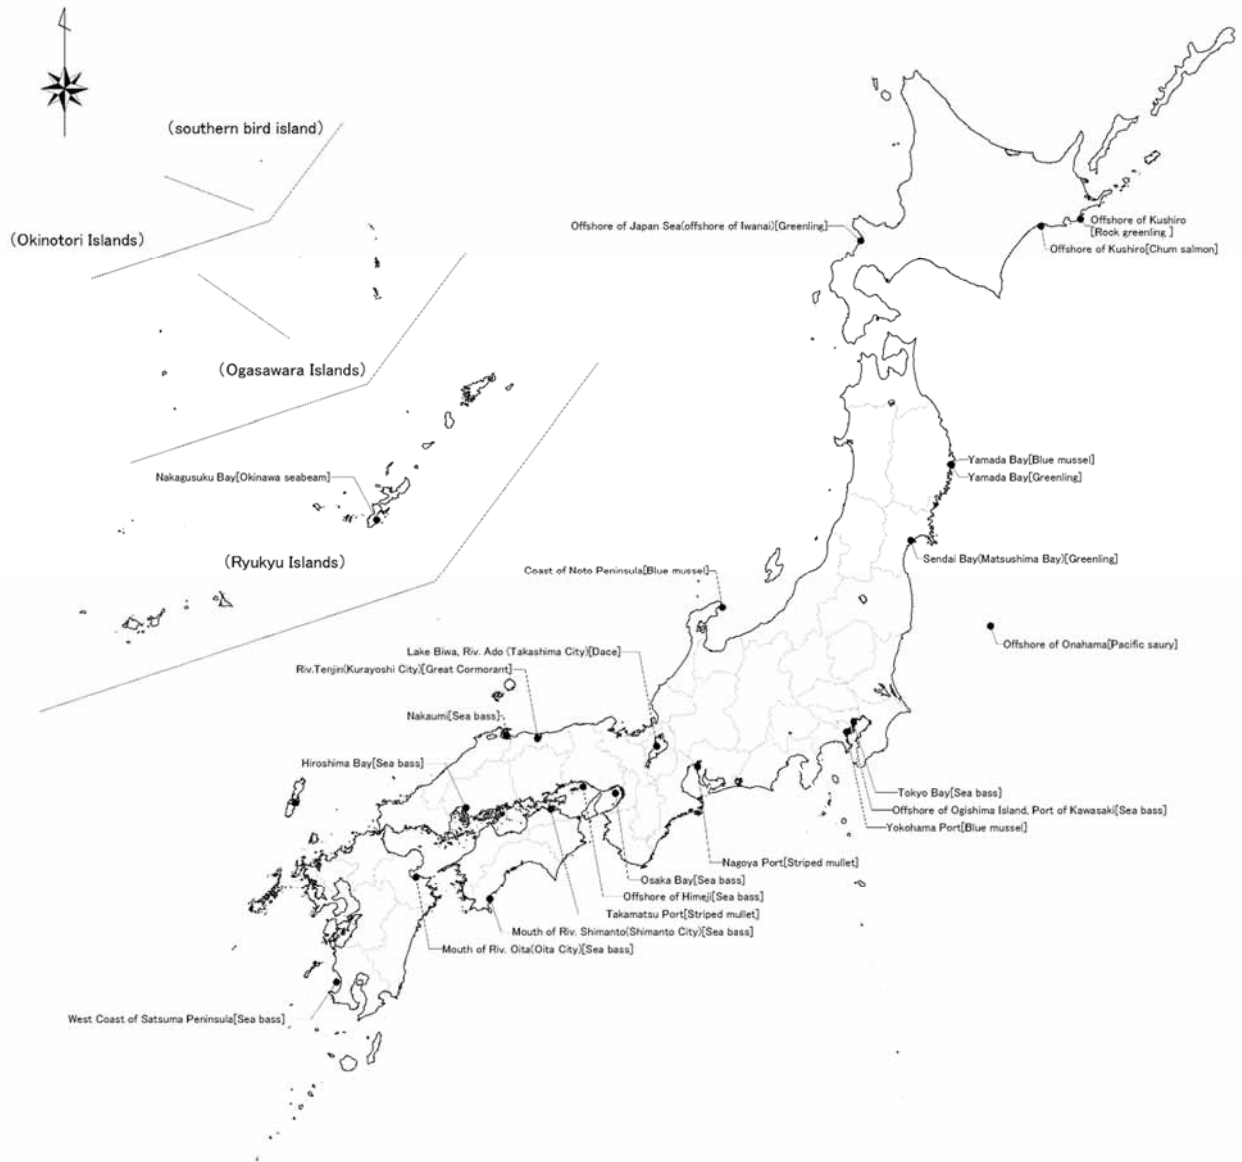 (southern bird island)
(Okinotori Islands)
Offshore of Japan Sea(offshore of Iwanai)[Greenling]
Offshore of Kushiro
[Rock greenling ]
Offshore of Kushiro[Chum salmon]
(Ogasawara Islands)
Yamada Bay[Blue mussel]
Yamada Bay[Greenling]
Nakagusuku Bay[Okinawa seabeam]
Sendai Bay(Matsushima Bay)[Greenling]
(Ryukyu Islands)
Coast of Noto Peninsula[Blue mussel]
Offshore of Onahama[Pacific saury]
Lake Biwa, Riv. Ado (Takashima City)[Dace]
Riv.Tenjin(Kurayoshi City)[Great Cormorant]
Nakaumi[Sea bass]
Hiroshima Bay[Sea bass]
Tokyo Bay[Sea bass]
Offshore of Ogishima Island, Port of Kawasaki[Sea bass]
Yokohama Port[Blue mussel]
Nagoya Port[Striped mullet]
Osaka Bay[Sea bass]
Offshore of Himeji[Sea bass]
Takamatsu Port[Striped mullet]
Mouth of Riv. Shimanto(Shimanto City)[Sea bass]
Mouth of Riv. Oita(Oita City)[Sea bass]
West Coast of Satsuma Peninsula[Sea bass]